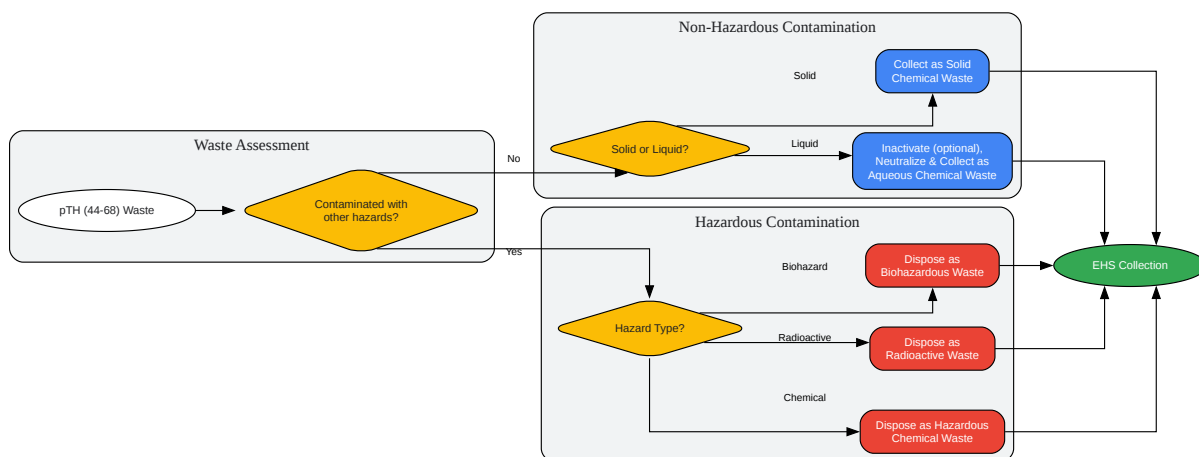 Waste Assessment
pTH (44-68) Waste
Contaminated with
other hazards?
No
Yes
Non-Hazardous Contamination
Solid or Liquid?
Solid
Liquid
Collect as Solid
Chemical Waste
Inactivate (optional),
Neutralize & Collect as
Aqueous Chemical Waste
Hazardous Contamination
Hazard Type?
Biohazard
Radioactive
Chemical
Dispose as
Biohazardous Waste
Dispose as
Radioactive Waste
Dispose as Hazardous
Chemical Waste
EHS Collection